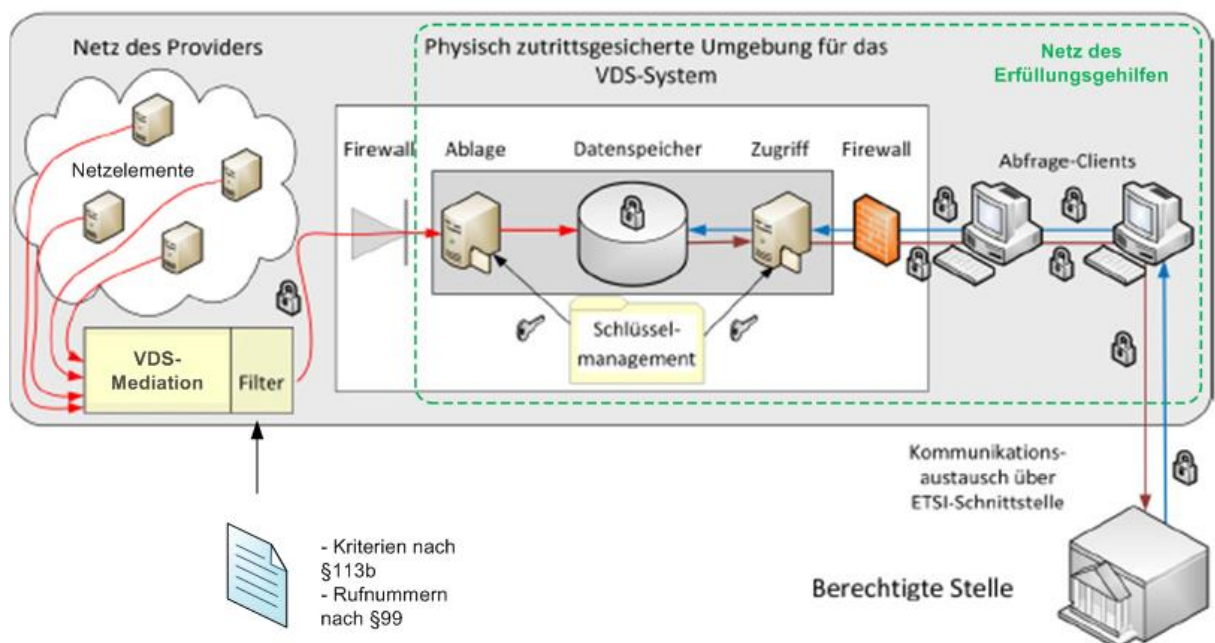 Netz des Providers
Physisch zutrittsgesicherte Umgebung für das
VDS-System
Netz des
Erfüllungsgehilfen
Netzelemente
Firewall
Ablage
Datenspeicher
Zugriff
Firewall
Abfrage-Clients
Schlüssel-
management
VDS-
Mediation
Filter
Kommunikations-
austausch über
ETSI-Schnittstelle
- Kriterien nach
§113b
- Rufnummern
nach §99
Berechtigte Stelle